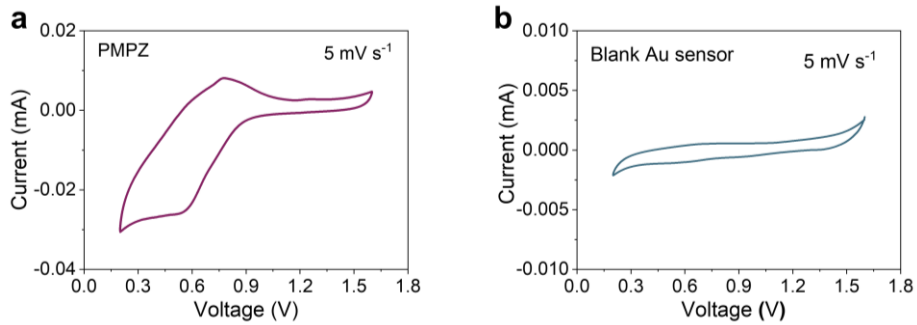 a
PMPZ
5 mV s⁻¹
0.02
0.00
-0.02
-0.04
Current (mA)
0.0 0.3 0.6 0.9 1.2 1.5 1.8
Voltage (V)
b
Blank Au sensor
5 mV s⁻¹
0.010
0.005
0.000
-0.005
-0.010
Current (mA)
0.0 0.3 0.6 0.9 1.2 1.5 1.8
Voltage (V)